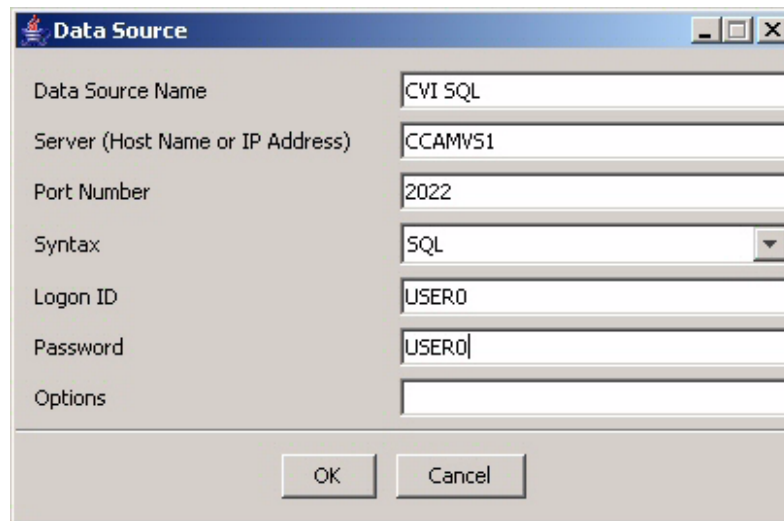 Data Source
Data Source Name CVI SQL
Server (Host Name or IP Address) CCAMVS1
Port Number 2022
Syntax SQL
Logon ID USER0
Password USER0
Options
OK Cancel